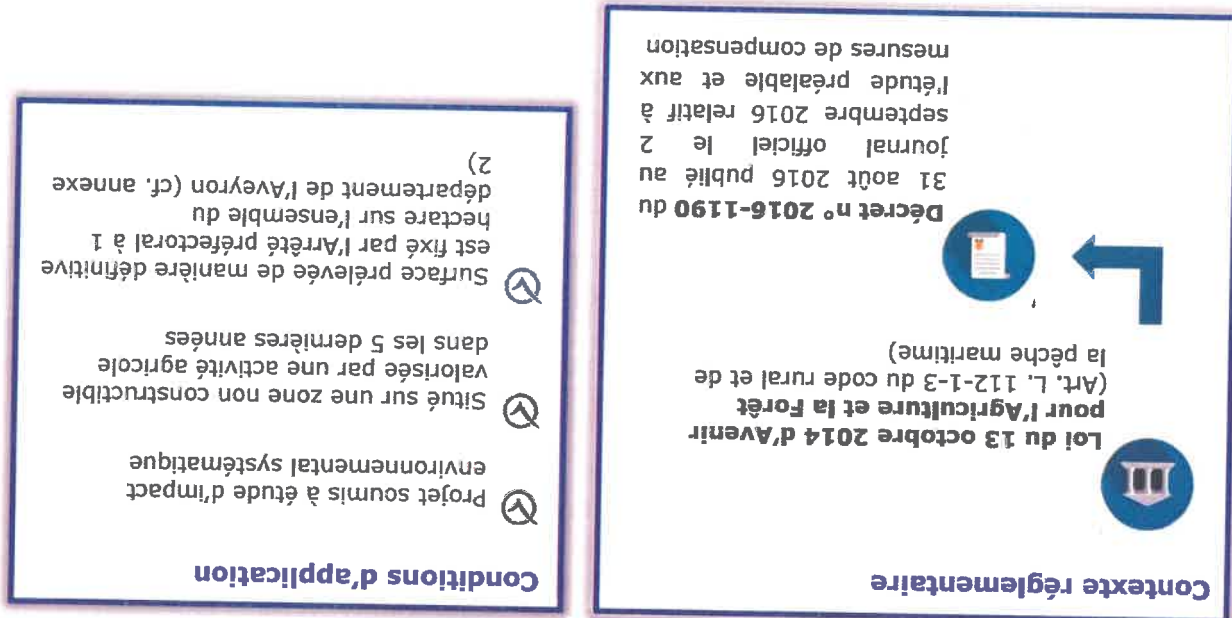 Contexte réglementaire
Loi du 13 octobre 2014 d'Avenir
pour l'Agriculture et la Forêt
(Art. L. 112-1-3 du code rural et de
la pêche maritime)
Décret n° 2016-1190 du
31 août 2016 publié au
journal officiel le 2
septembre 2016 relatif à
l'étude préalable et aux
mesures de compensation
Conditions d'application
Projet soumis à étude d'impact
environnemental systématique
Situé sur une zone non constructible
valorisée par une activité agricole
dans les 5 dernières années
Surface prélevée de manière définitive
est fixé par l'Arrêté préfectoral à 1
hectare sur l'ensemble du
département de l'Aveyron (cf. annexe
2)